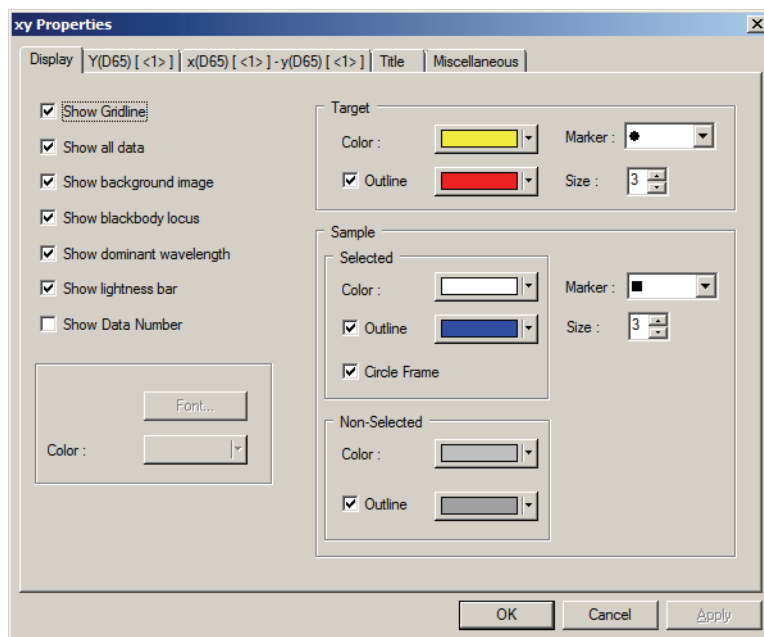 xy Properties
Display Y(D65) [ <1> ] x(D65) [ <1> ] - y(D65) [ <1> ] Title Miscellaneous
Show Gridline
Show all data
Show background image
Show blackbody locus
Show dominant wavelength
Show lightness bar
Show Data Number
Font...
Color :
Target
Color :
Marker :
Outline
Size : 3
Sample
Selected
Color :
Marker :
Outline
Size : 3
Circle Frame
Non-Selected
Color :
Outline
OK Cancel Apply